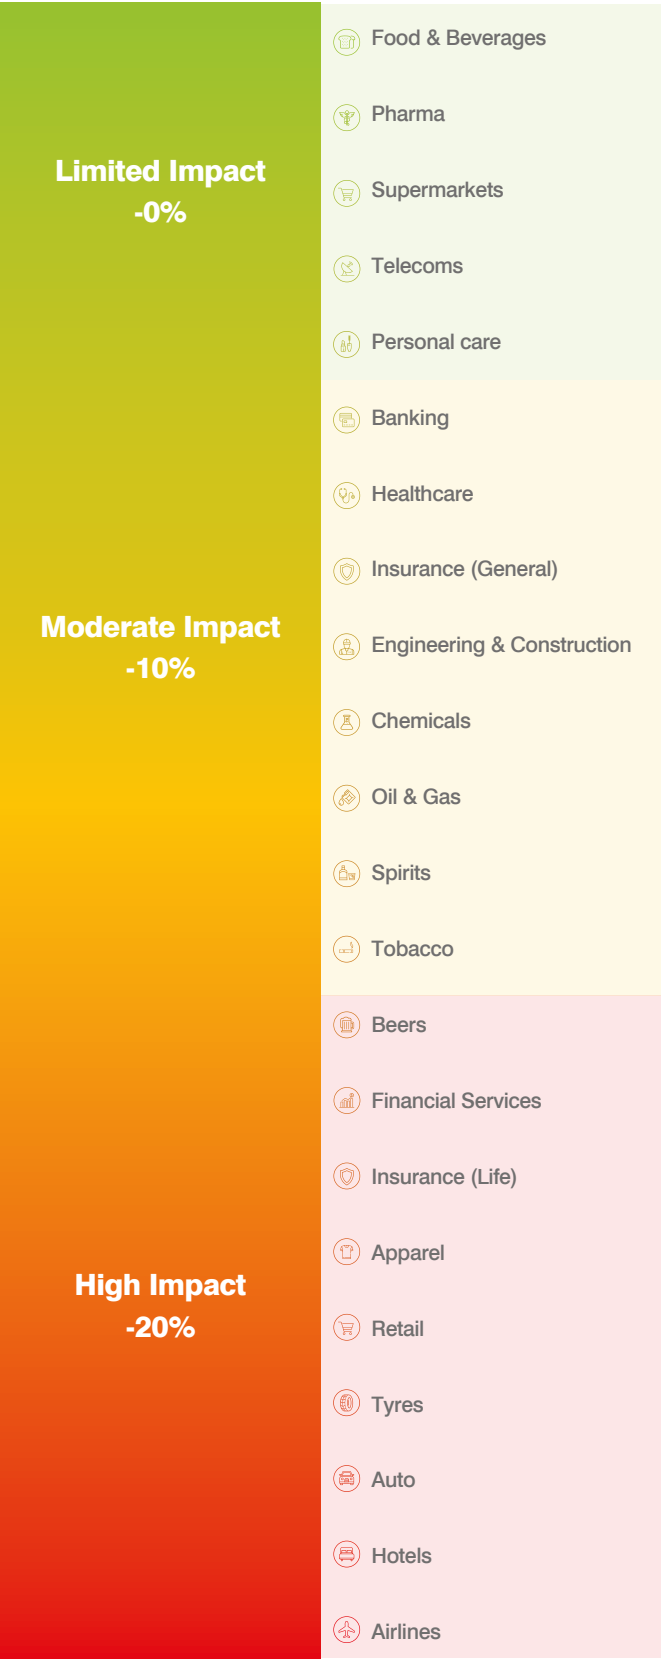 Limited Impact
-0%
Food & Beverages
Pharma
Supermarkets
Telecoms
Personal care
Moderate Impact
-10%
Banking
Healthcare
Insurance (General)
Engineering & Construction
Chemicals
Oil & Gas
Spirits
Tobacco
High Impact
-20%
Beers
Financial Services
Insurance (Life)
Apparel
Retail
Tyres
Auto
Hotels
Airlines